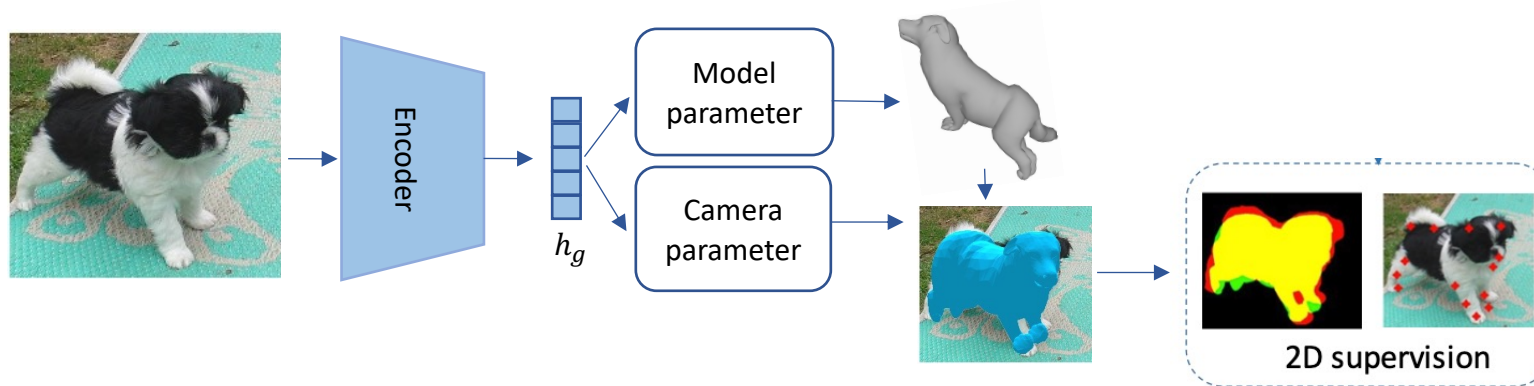 Encoder
h_g
Model
parameter
Camera
parameter
2D supervision